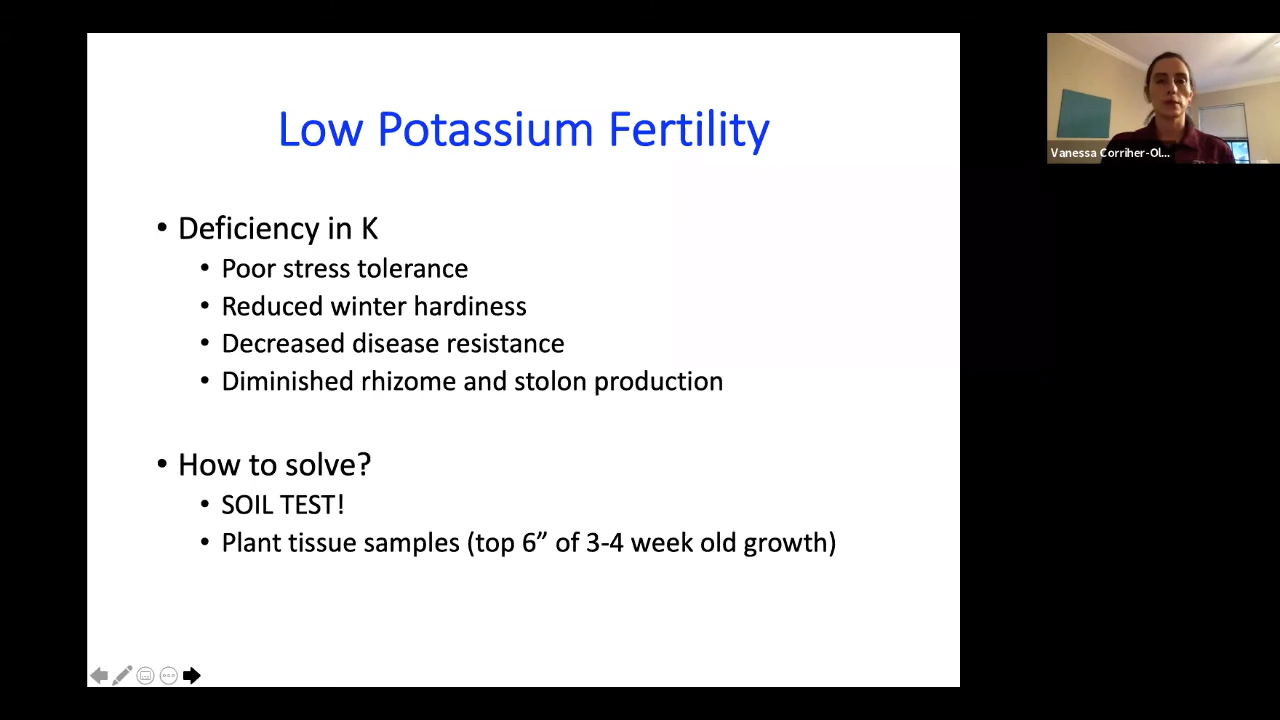 Low Potassium Fertility
• Deficiency in K
• Poor stress tolerance
• Reduced winter hardiness
• Decreased disease resistance
• Diminished rhizome and stolon production
• How to solve?
• SOIL TEST!
• Plant tissue samples (top 6” of 3-4 week old growth)
Vanessa Corriher-Ol...